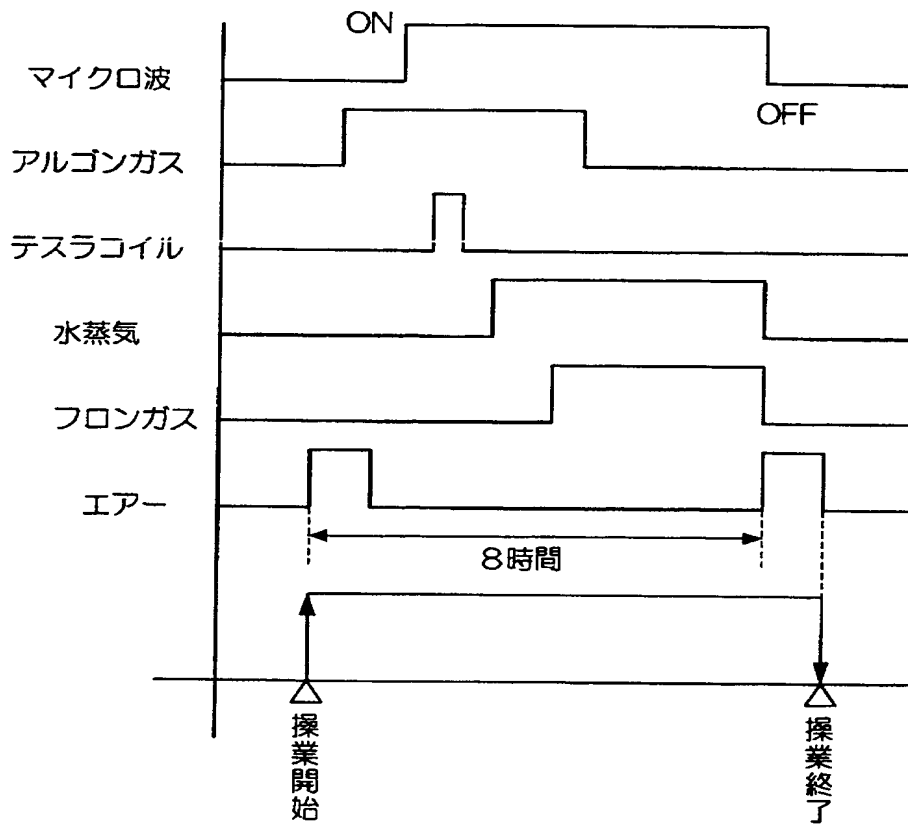 ON
マイクロ波
OFF
アルゴンガス
テスラコイル
水蒸気
フロンガス
エアー
8時間
操業開始
操業終了